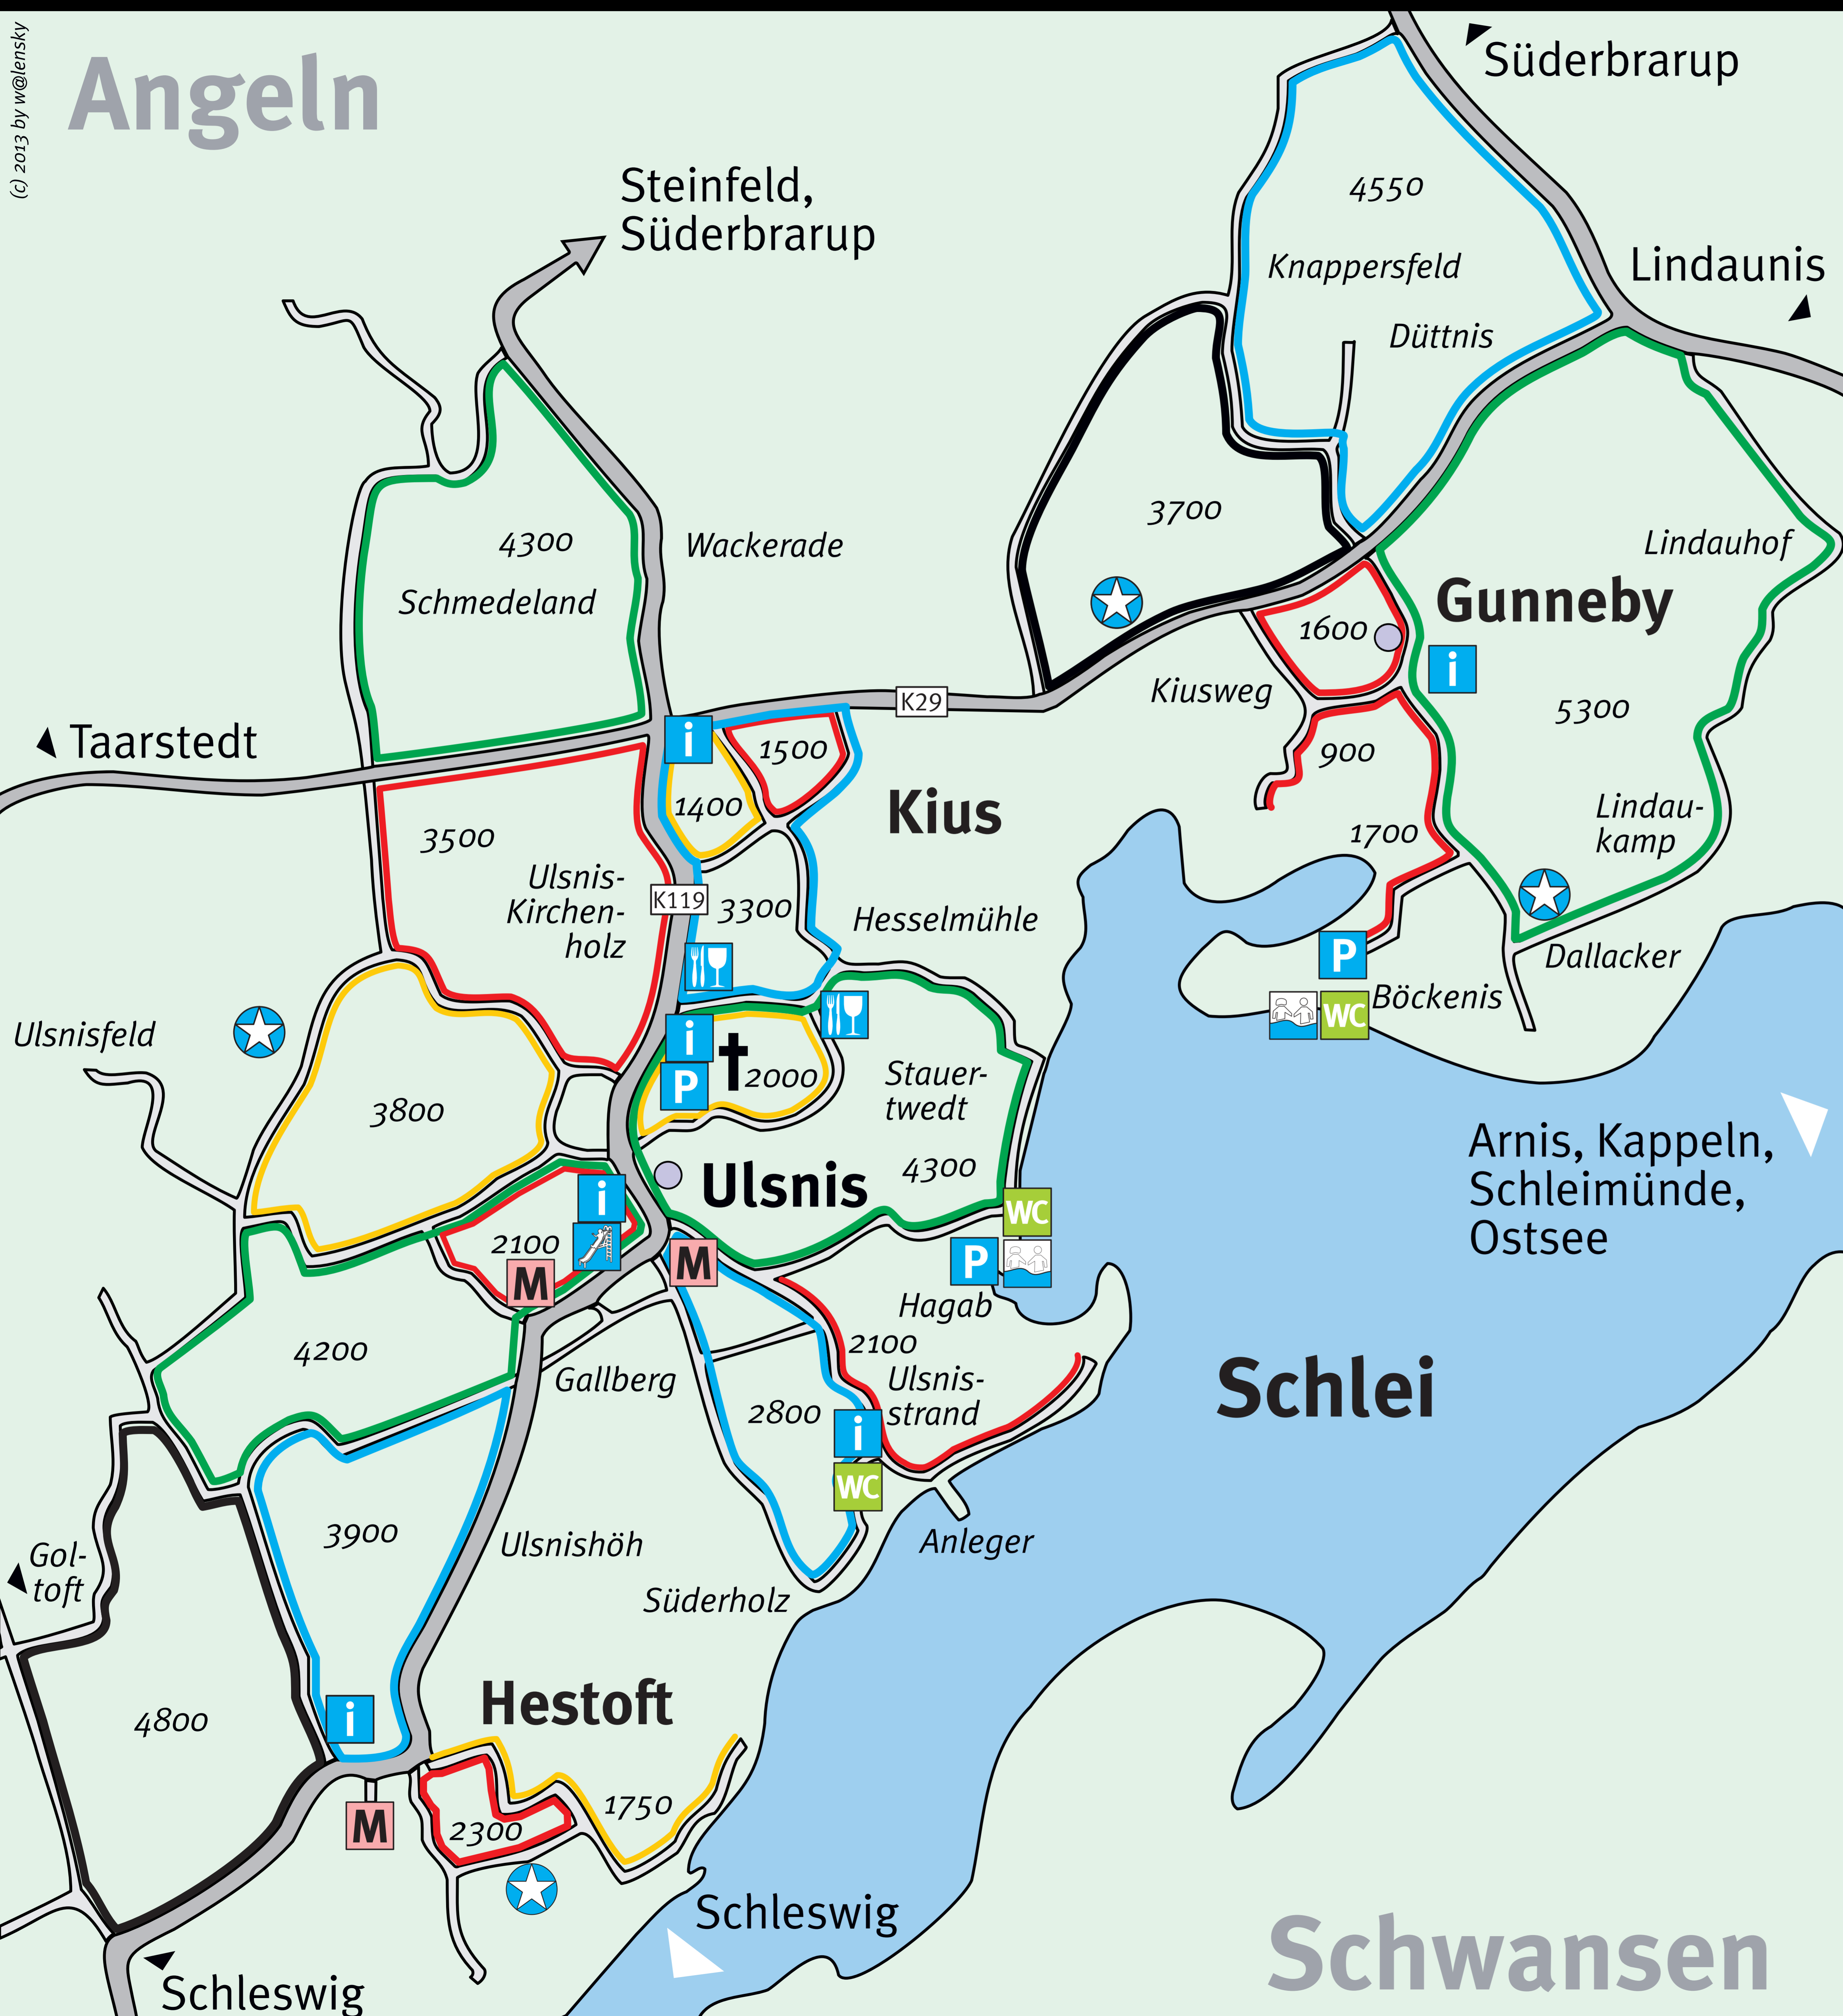 (c) 2013 by w@lensky
Angeln
Süderbrarup
Steinfeld,
Süderbrarup
4550
Knappersfeld
Lindaunis
Düttnis
3700
4300
Wackerade
Schmedeland
Lindauhof
Gunneby
1600
i
Kiusweg
5300
K29
Taarstedt
i
1500
900
1400
Kius
3500
1700
Lindau-
kamp
Ulsnis-
Kirchen-
holz
K119
3300
Hesselmühle
P
Dallacker
Böckenis
WC
Ulsnisfeld
i
P
2000
Stauer-
twedt
3800
4300
Ulsnis
Arnis, Kappeln,
Schleimünde,
Ostsee
i
WC
2100
M
M
P
Hagab
4200
2100
Gallberg
Ulsnis-
strand
Schlei
2800
i
WC
3900
Ulsnishöh
Anleger
Gol-
toft
Süderholz
Hestoft
4800
i
1750
M
2300
Schleswig
Schwansen
Schleswig